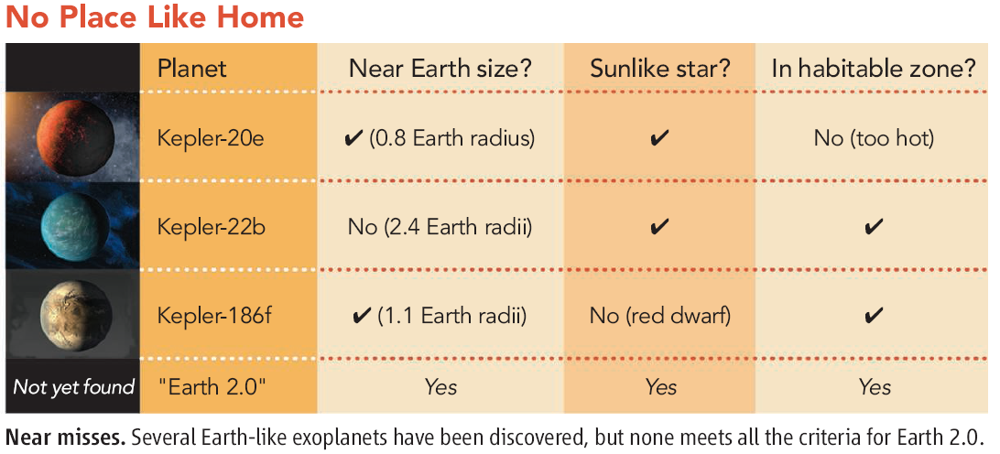 No Place Like Home
Planet Near Earth size? Sunlike star? In habitable zone?
Kepler-20e ✔ (0.8 Earth radius) ✔ No (too hot)
Kepler-22b No (2.4 Earth radii) ✔ ✔
Kepler-186f ✔ (1.1 Earth radii) No (red dwarf) ✔
Not yet found "Earth 2.0" Yes Yes Yes
Near misses. Several Earth-like exoplanets have been discovered, but none meets all the criteria for Earth 2.0.